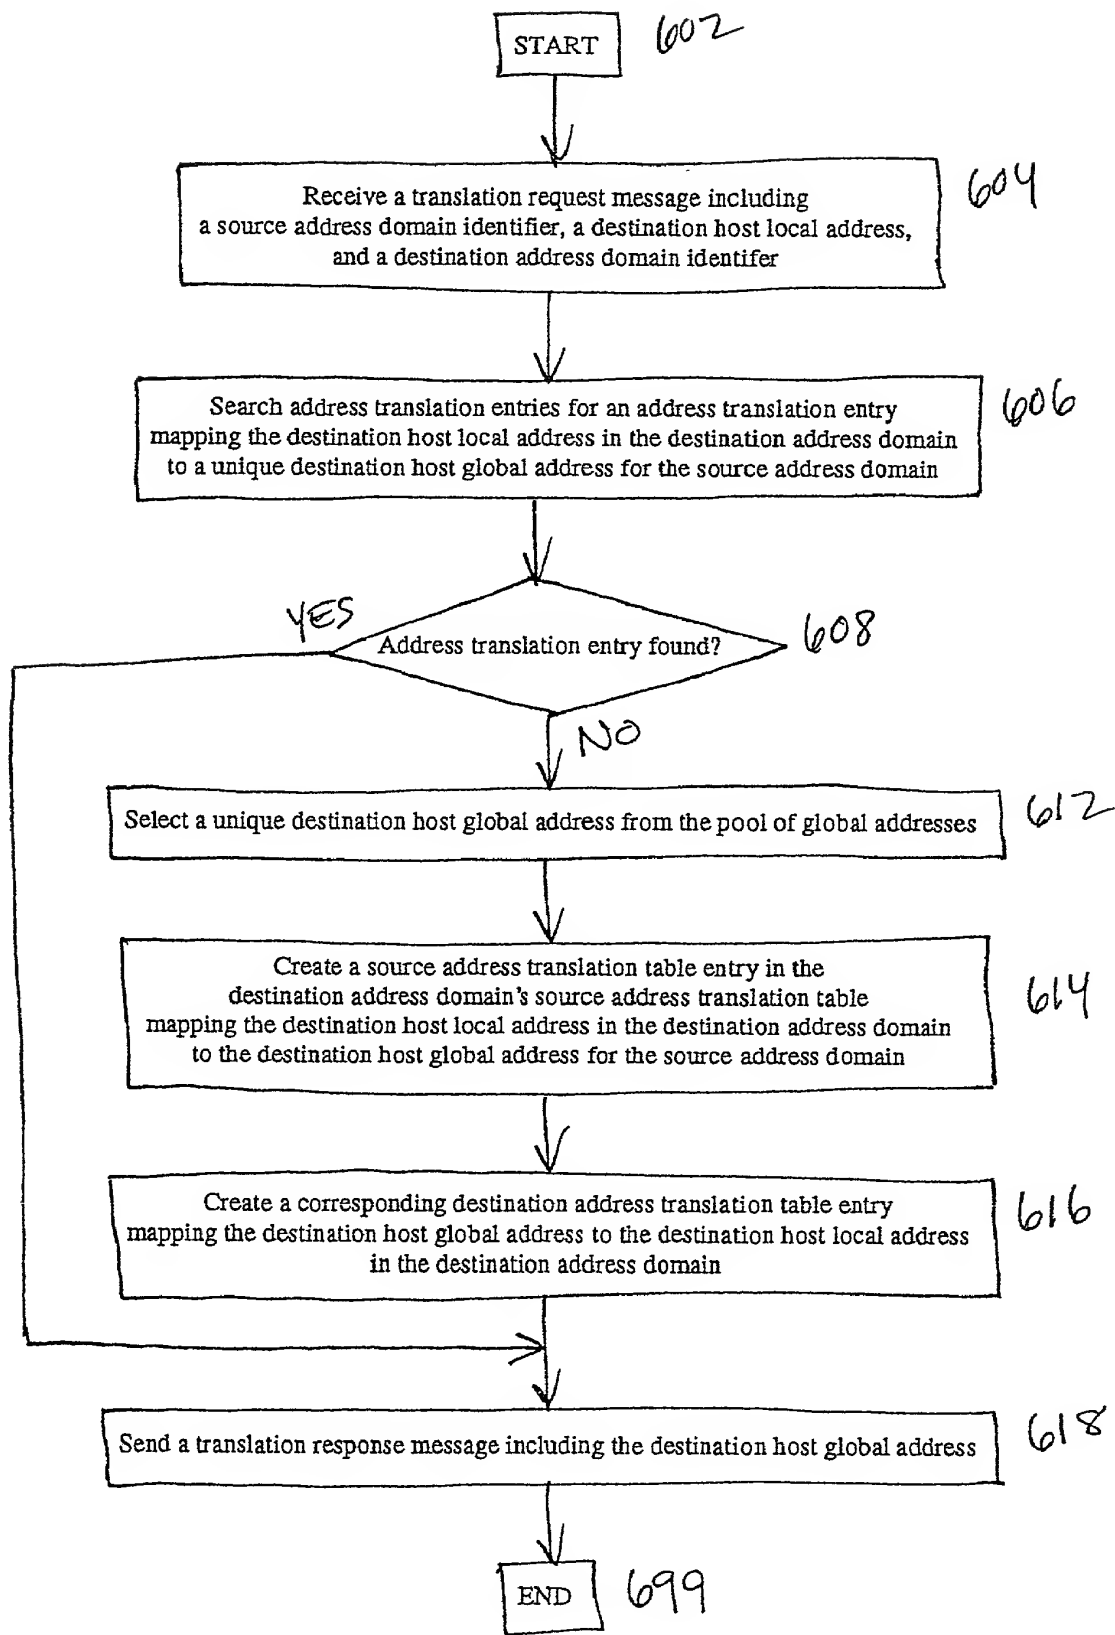 START 602
Receive a translation request message including
a source address domain identifier, a destination host local address,
and a destination address domain identifer
604
Search address translation entries for an address translation entry
mapping the destination host local address in the destination address domain
to a unique destination host global address for the source address domain
606
YES
Address translation entry found?
608
NO
Select a unique destination host global address from the pool of global addresses
612
Create a source address translation table entry in the
destination address domain's source address translation table
mapping the destination host local address in the destination address domain
to the destination host global address for the source address domain
614
Create a corresponding destination address translation table entry
mapping the destination host global address to the destination host local address
in the destination address domain
616
Send a translation response message including the destination host global address
618
END 699